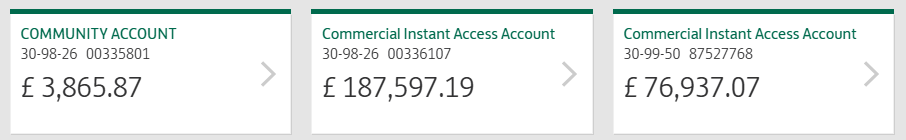 COMMUNITY ACCOUNT
30-98-26 00335801
£ 3,865.87
Commercial Instant Access Account
30-98-26 00336107
£ 187,597.19
Commercial Instant Access Account
30-99-50 87527768
£ 76,937.07